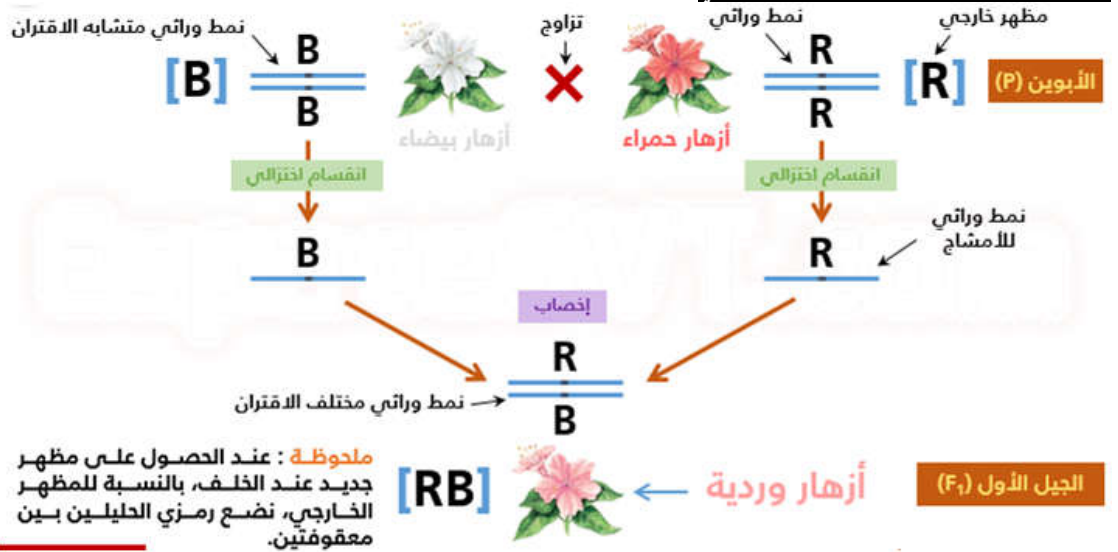 مظهر خارجي
نمط وراثي
تزاوج
نمط وراثي متشابه الاقتران
الأبوين (P)
[R]
R
R
أزهار حمراء
أزهار بيضاء
B
B
[B]
انقسام اختزالي
انقسام اختزالي
نمط وراثي
للأمشاج
R
B
إخصاب
R
B
نمط وراثي مختلف الاقتران
الجيل الأول (F₁)
أزهار وردية
[RB]
ملحوظة : عند الحصول على مظهر
جديد عند الخلف، بالنسبة للمظهر
الخارجي، نضع رمزي الحليلين بين
معقوفتين.